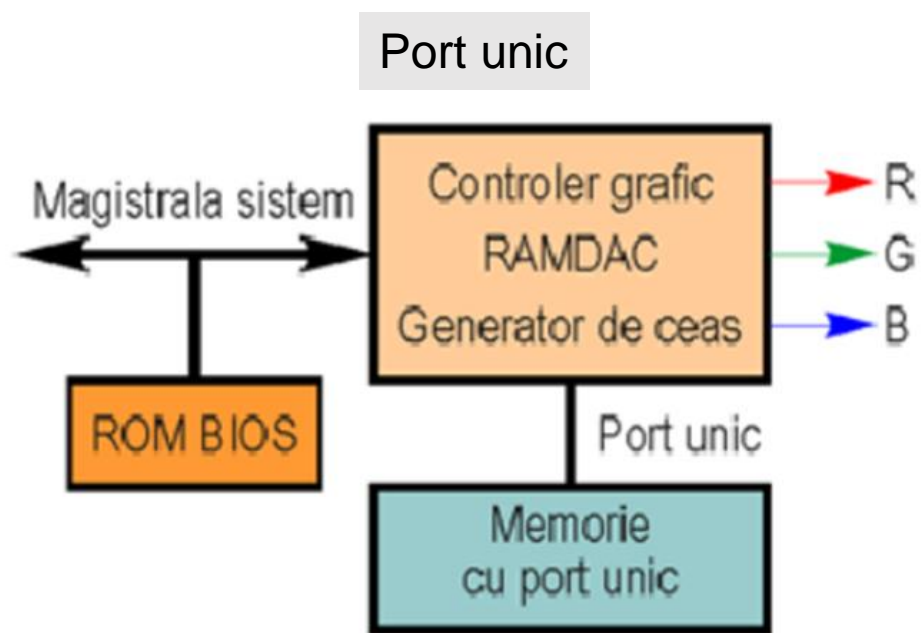 Port unic
Magistrala sistem
Controler grafic
RAMDAC
Generator de ceas
R
G
B
ROM BIOS
Port unic
Memorie
cu port unic